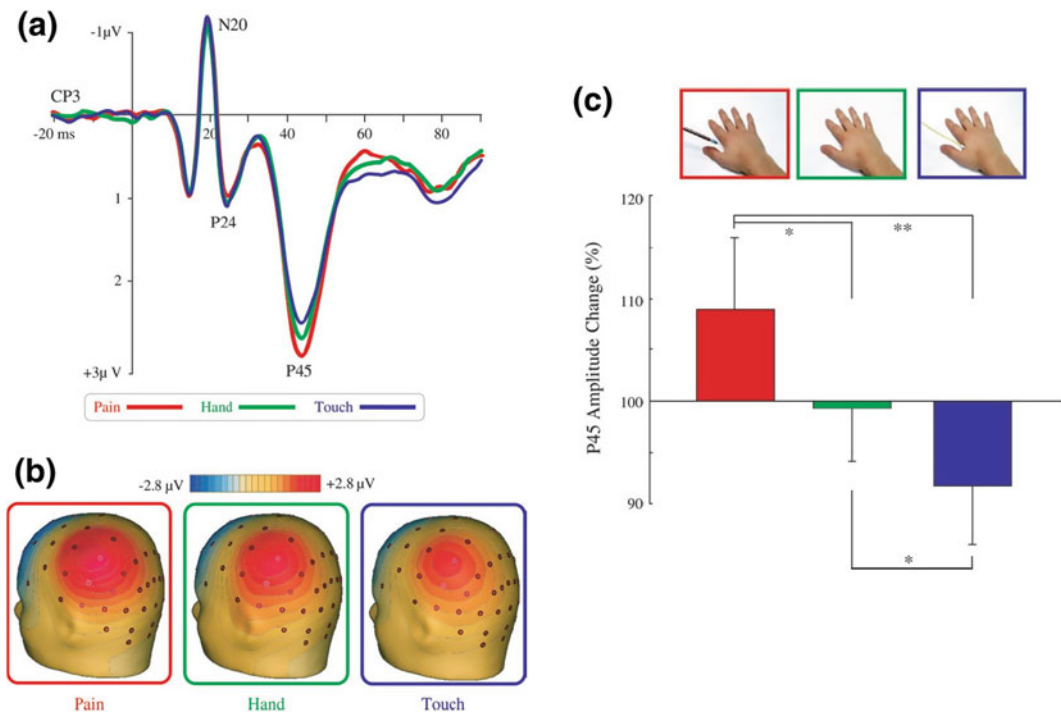 (a)
-1μV
N20
CP3
-20 ms
20
40
60
80
1
P24
2
+3μ V
P45
Pain
Hand
Touch
(b)
-2.8 μV
+2.8 μV
Pain
Hand
Touch
(c)
120
*
**
110
P45 Amplitude Change (%)
100
90
*